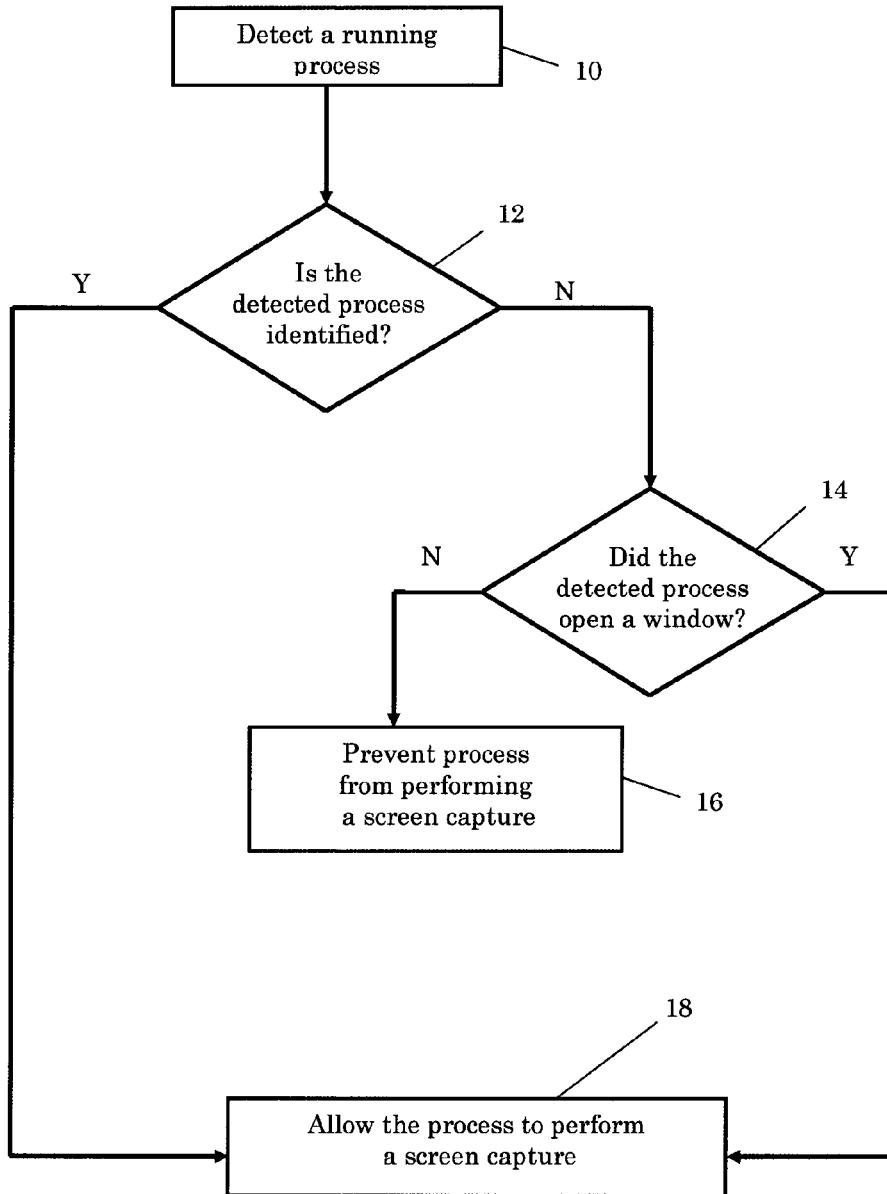 Detect a running
process
10
12
Y
Is the
detected process
identified?
N
14
N
Did the
detected process
open a window?
Y
Prevent process
from performing
a screen capture
16
18
Allow the process to perform
a screen capture